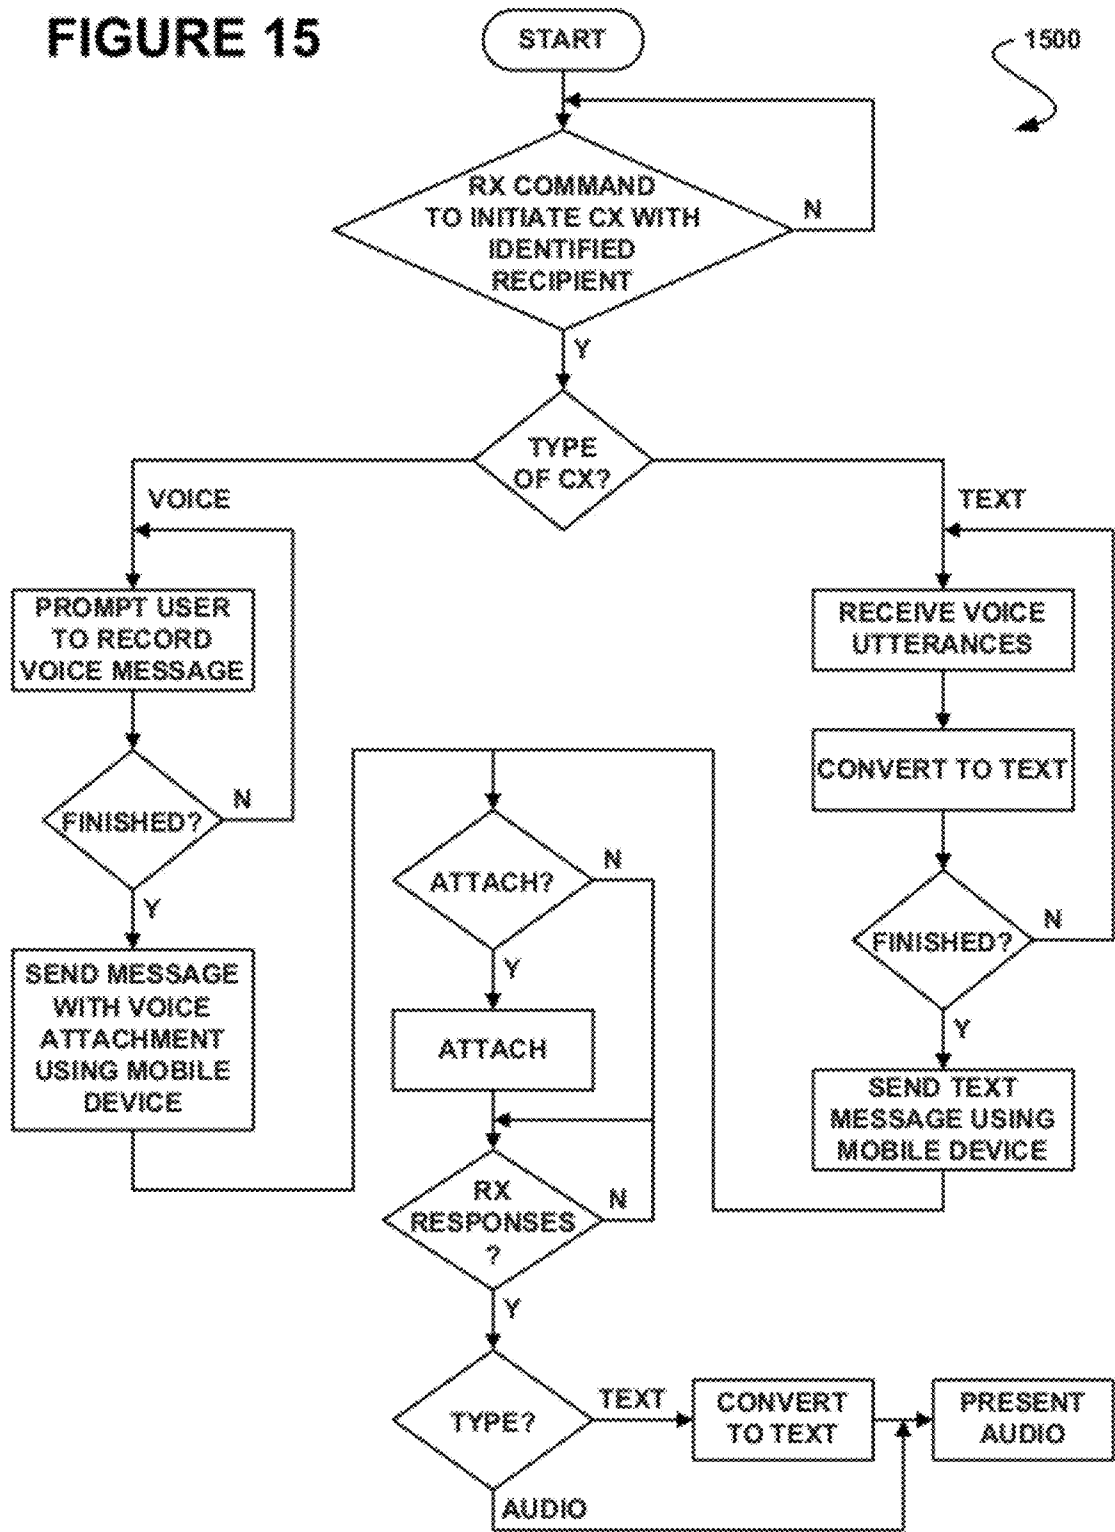 FIGURE 15
START
1500
RX COMMAND
TO INITIATE CX WITH
IDENTIFIED
RECIPIENT
N
Y
TYPE
OF CX?
VOICE
TEXT
PROMPT USER
TO RECORD
VOICE MESSAGE
RECEIVE VOICE
UTTERANCES
CONVERT TO TEXT
FINISHED?
N
Y
ATTACH?
N
Y
FINISHED?
N
Y
SEND MESSAGE
WITH VOICE
ATTACHMENT
USING MOBILE
DEVICE
ATTACH
SEND TEXT
MESSAGE USING
MOBILE DEVICE
RX
RESPONSES
?
N
Y
TYPE?
TEXT
CONVERT
TO TEXT
PRESENT
AUDIO
AUDIO